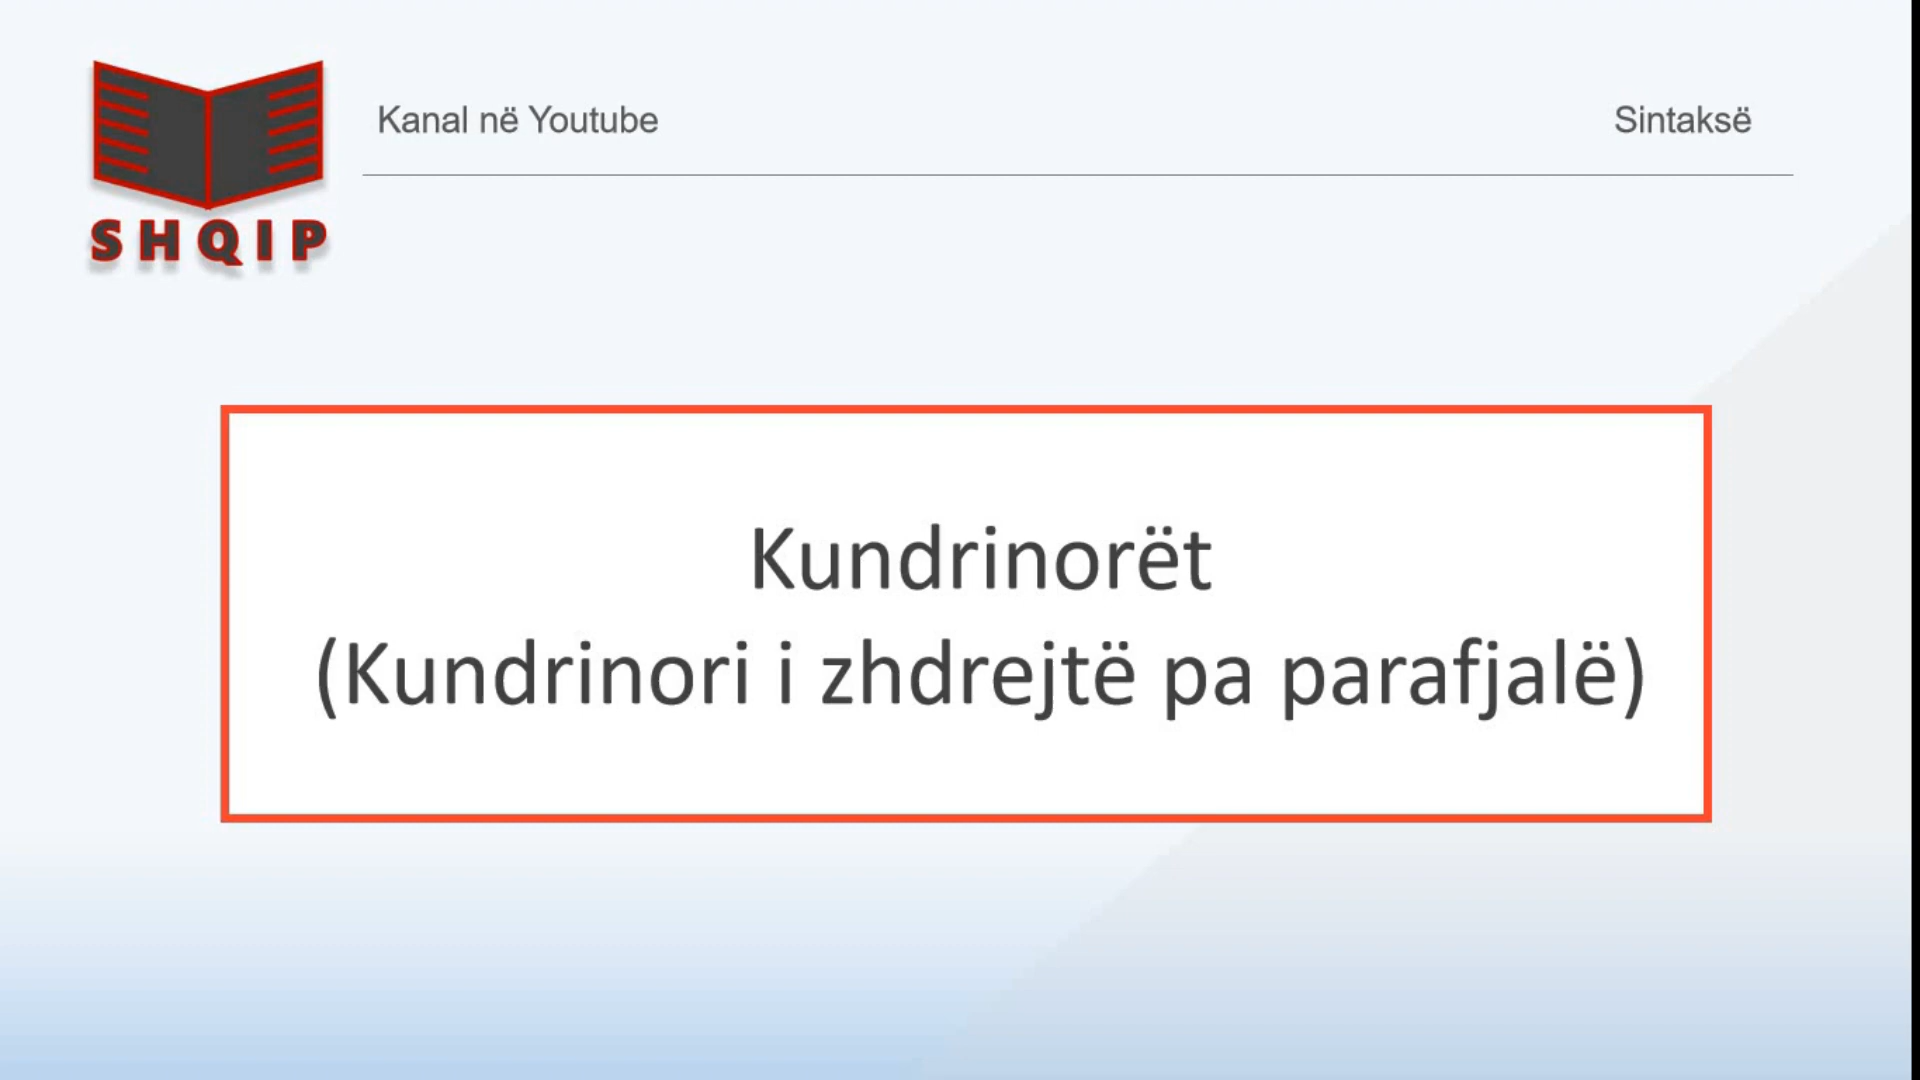 SHQIP
Kanal në Youtube
Sintaksë
Kundrinorët
(Kundrinori i zhdrejtë pa parafjalë)